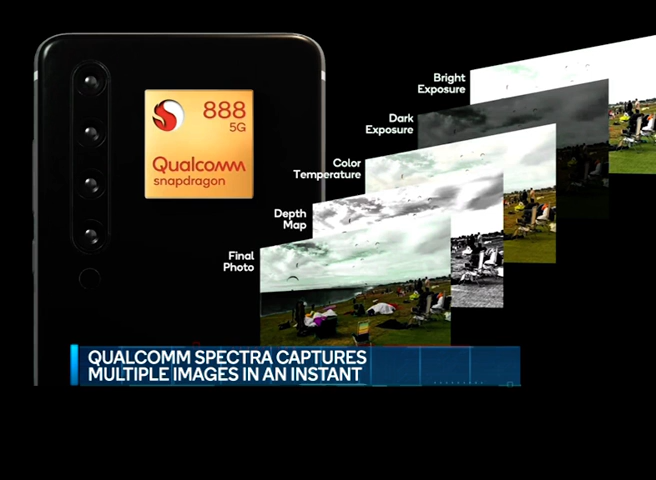 888
5G
Qualcomm
snapdragon
Bright
Exposure
Dark
Exposure
Color
Temperature
Depth
Map
Final
Photo
QUALCOMM SPECTRA CAPTURES
MULTIPLE IMAGES IN AN INSTANT